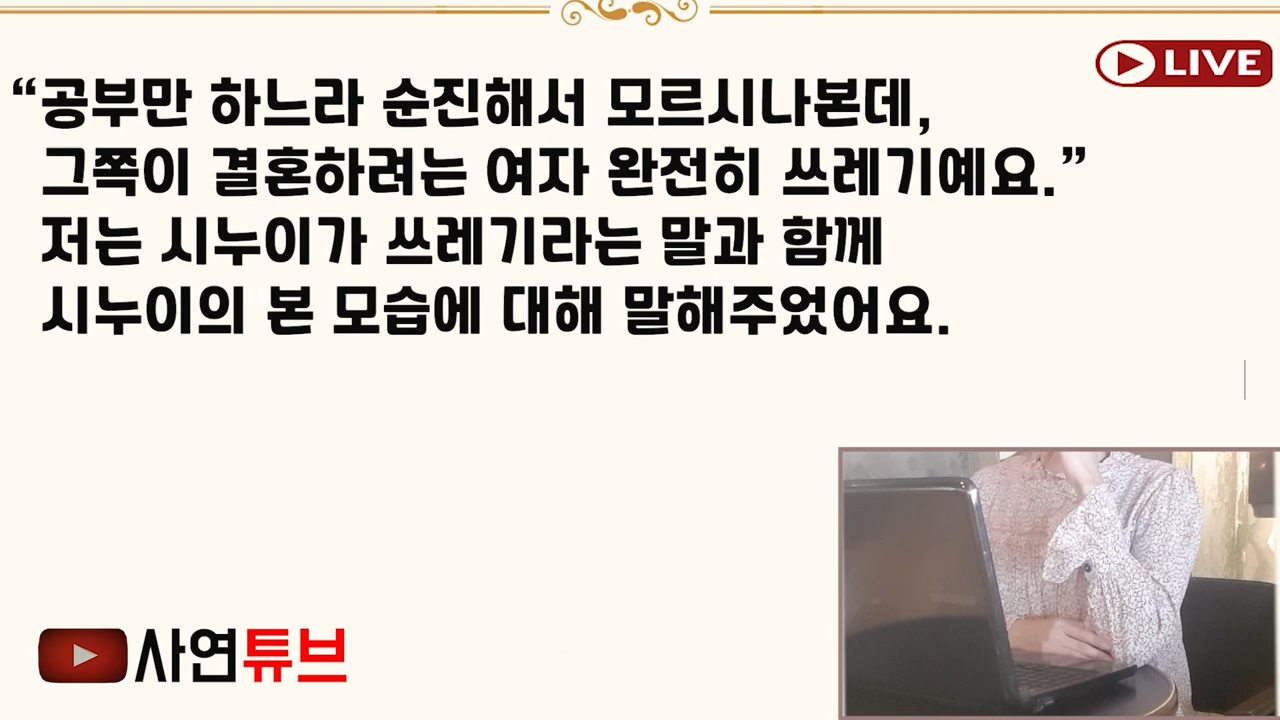 LIVE
“공부만 하느라 순진해서 모르시나본데,
그쪽이 결혼하려는 여자 완전히 쓰레기예요.”
저는 시누이가 쓰레기라는 말과 함께
시누이의 본 모습에 대해 말해주었어요.
사연튜브